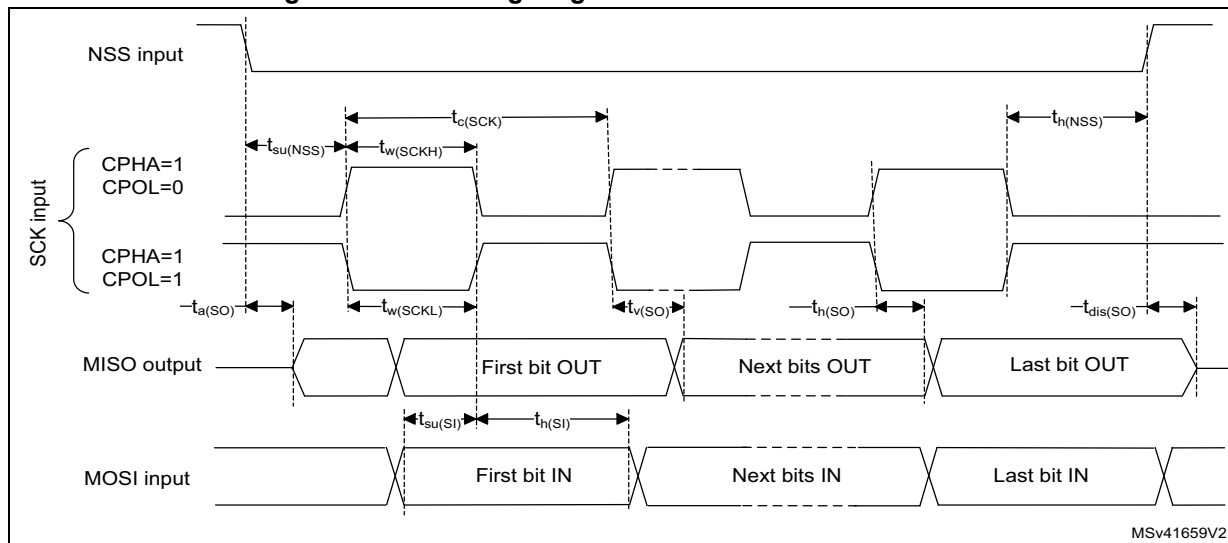 NSS input
tc(SCK)
th(NSS)
tsu(NSS)
tw(SCKH)
CPHA=1
CPOL=0
SCK input
CPHA=1
CPOL=1
ta(SO)
tw(SCKL)
tv(SO)
th(SO)
tdis(SO)
MISO output
First bit OUT
Next bits OUT
Last bit OUT
tsu(SI)
th(SI)
MOSI input
First bit IN
Next bits IN
Last bit IN
MSv41659V2